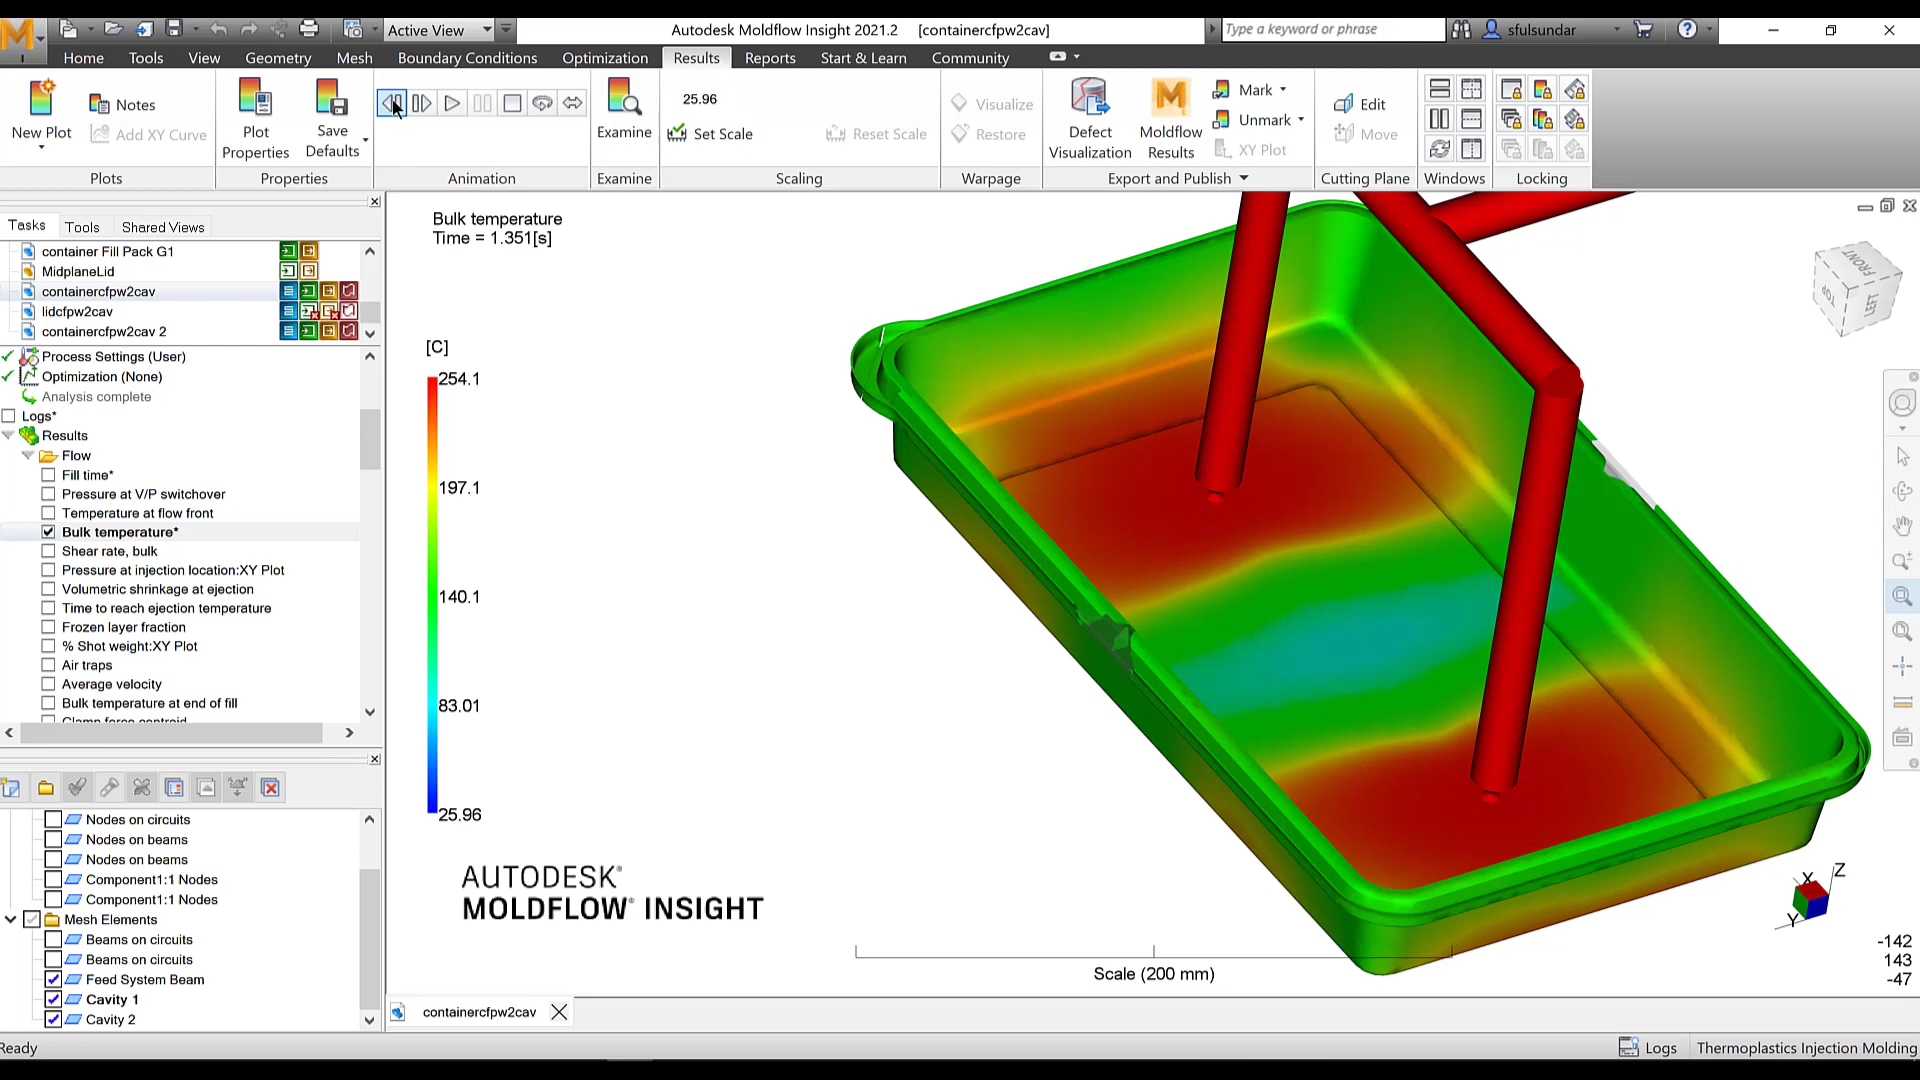 Active View
Autodesk Moldflow Insight 2021.2 [containercfpw2cav]
Type a keyword or phrase
sfulsundar
Home Tools View Geometry Mesh Boundary Conditions Optimization Results Reports Start & Learn Community
New Plot
Notes
Add XY Curve
Plots
Plot Properties
Save Defaults
Properties
Animation
Examine
Examine
25.96
Set Scale
Reset Scale
Scaling
Visualize
Restore
Warpage
Defect Visualization
Moldflow Results
Mark
Unmark
XY Plot
Export and Publish
Edit
Move
Cutting Plane
Windows
Locking
Tasks Tools Shared Views
container Fill Pack G1
MidplaneLid
containercfpw2cav
lidcfpw2cav
containercfpw2cav 2
Process Settings (User)
Optimization (None)
Analysis complete
Logs*
Results
Flow
Fill time*
Pressure at V/P switchover
Temperature at flow front
Bulk temperature*
Shear rate, bulk
Pressure at injection location:XY Plot
Volumetric shrinkage at ejection
Time to reach ejection temperature
Frozen layer fraction
% Shot weight:XY Plot
Air traps
Average velocity
Bulk temperature at end of fill
Clamp force centroid
Nodes on circuits
Nodes on beams
Nodes on beams
Component1:1 Nodes
Component1:1 Nodes
Mesh Elements
Beams on circuits
Beams on circuits
Feed System Beam
Cavity 1
Cavity 2
Bulk temperature
Time = 1.351[s]
[C]
254.1
197.1
140.1
83.01
25.96
AUTODESK®
MOLDFLOW® INSIGHT
Scale (200 mm)
FRONT
TOP
LEFT
X
Z
Y
-142
143
-47
containercfpw2cav
Ready
Logs
Thermoplastics Injection Molding